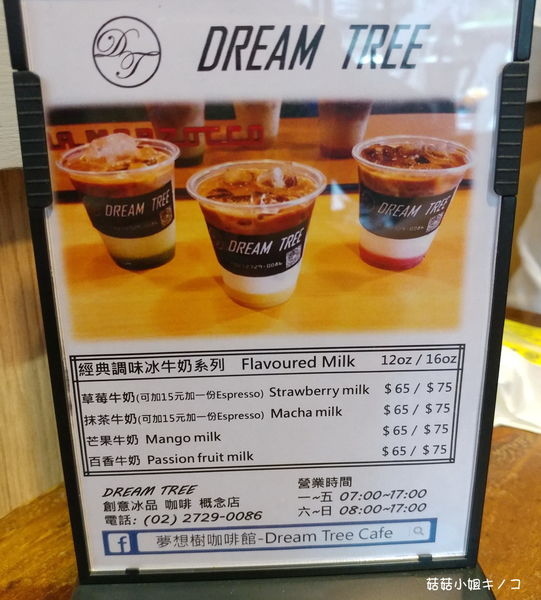 DT
DREAM TREE
LA MARZOCCO
DREAM TREE
DREAM TREE
DREAM TREE
2729-0086
經典調味冰牛奶系列 Flavoured Milk 12oz / 16oz
草莓牛奶(可加15元加一份Espresso) Strawberry milk $65 / $75
抹茶牛奶(可加15元加一份Espresso) Macha milk $65 / $75
芒果牛奶 Mango milk $65 / $75
百香牛奶 Passion fruit milk $65 / $75
DREAM TREE
創意冰品 咖啡 概念店
電話: (02) 2729-0086
營業時間
一~五 07:00~17:00
六~日 08:00~17:00
f 夢想樹咖啡館-Dream Tree Cafe
菇菇小姐キノコ